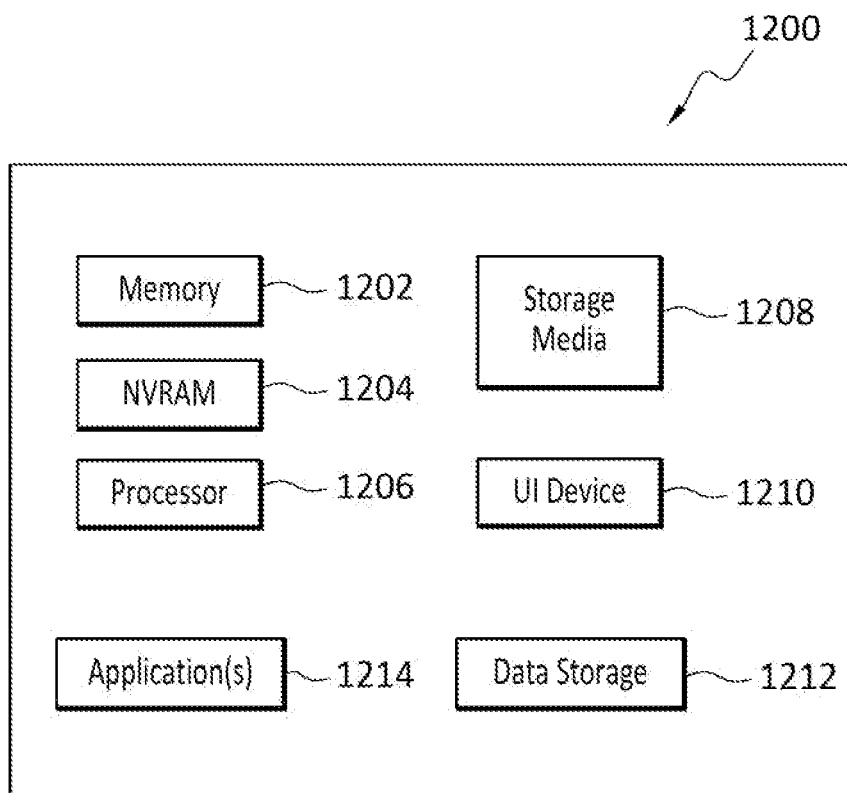 1200
Memory 1202
Storage
Media
1208
NVRAM 1204
Processor 1206
UI Device 1210
Application(s) 1214
Data Storage 1212